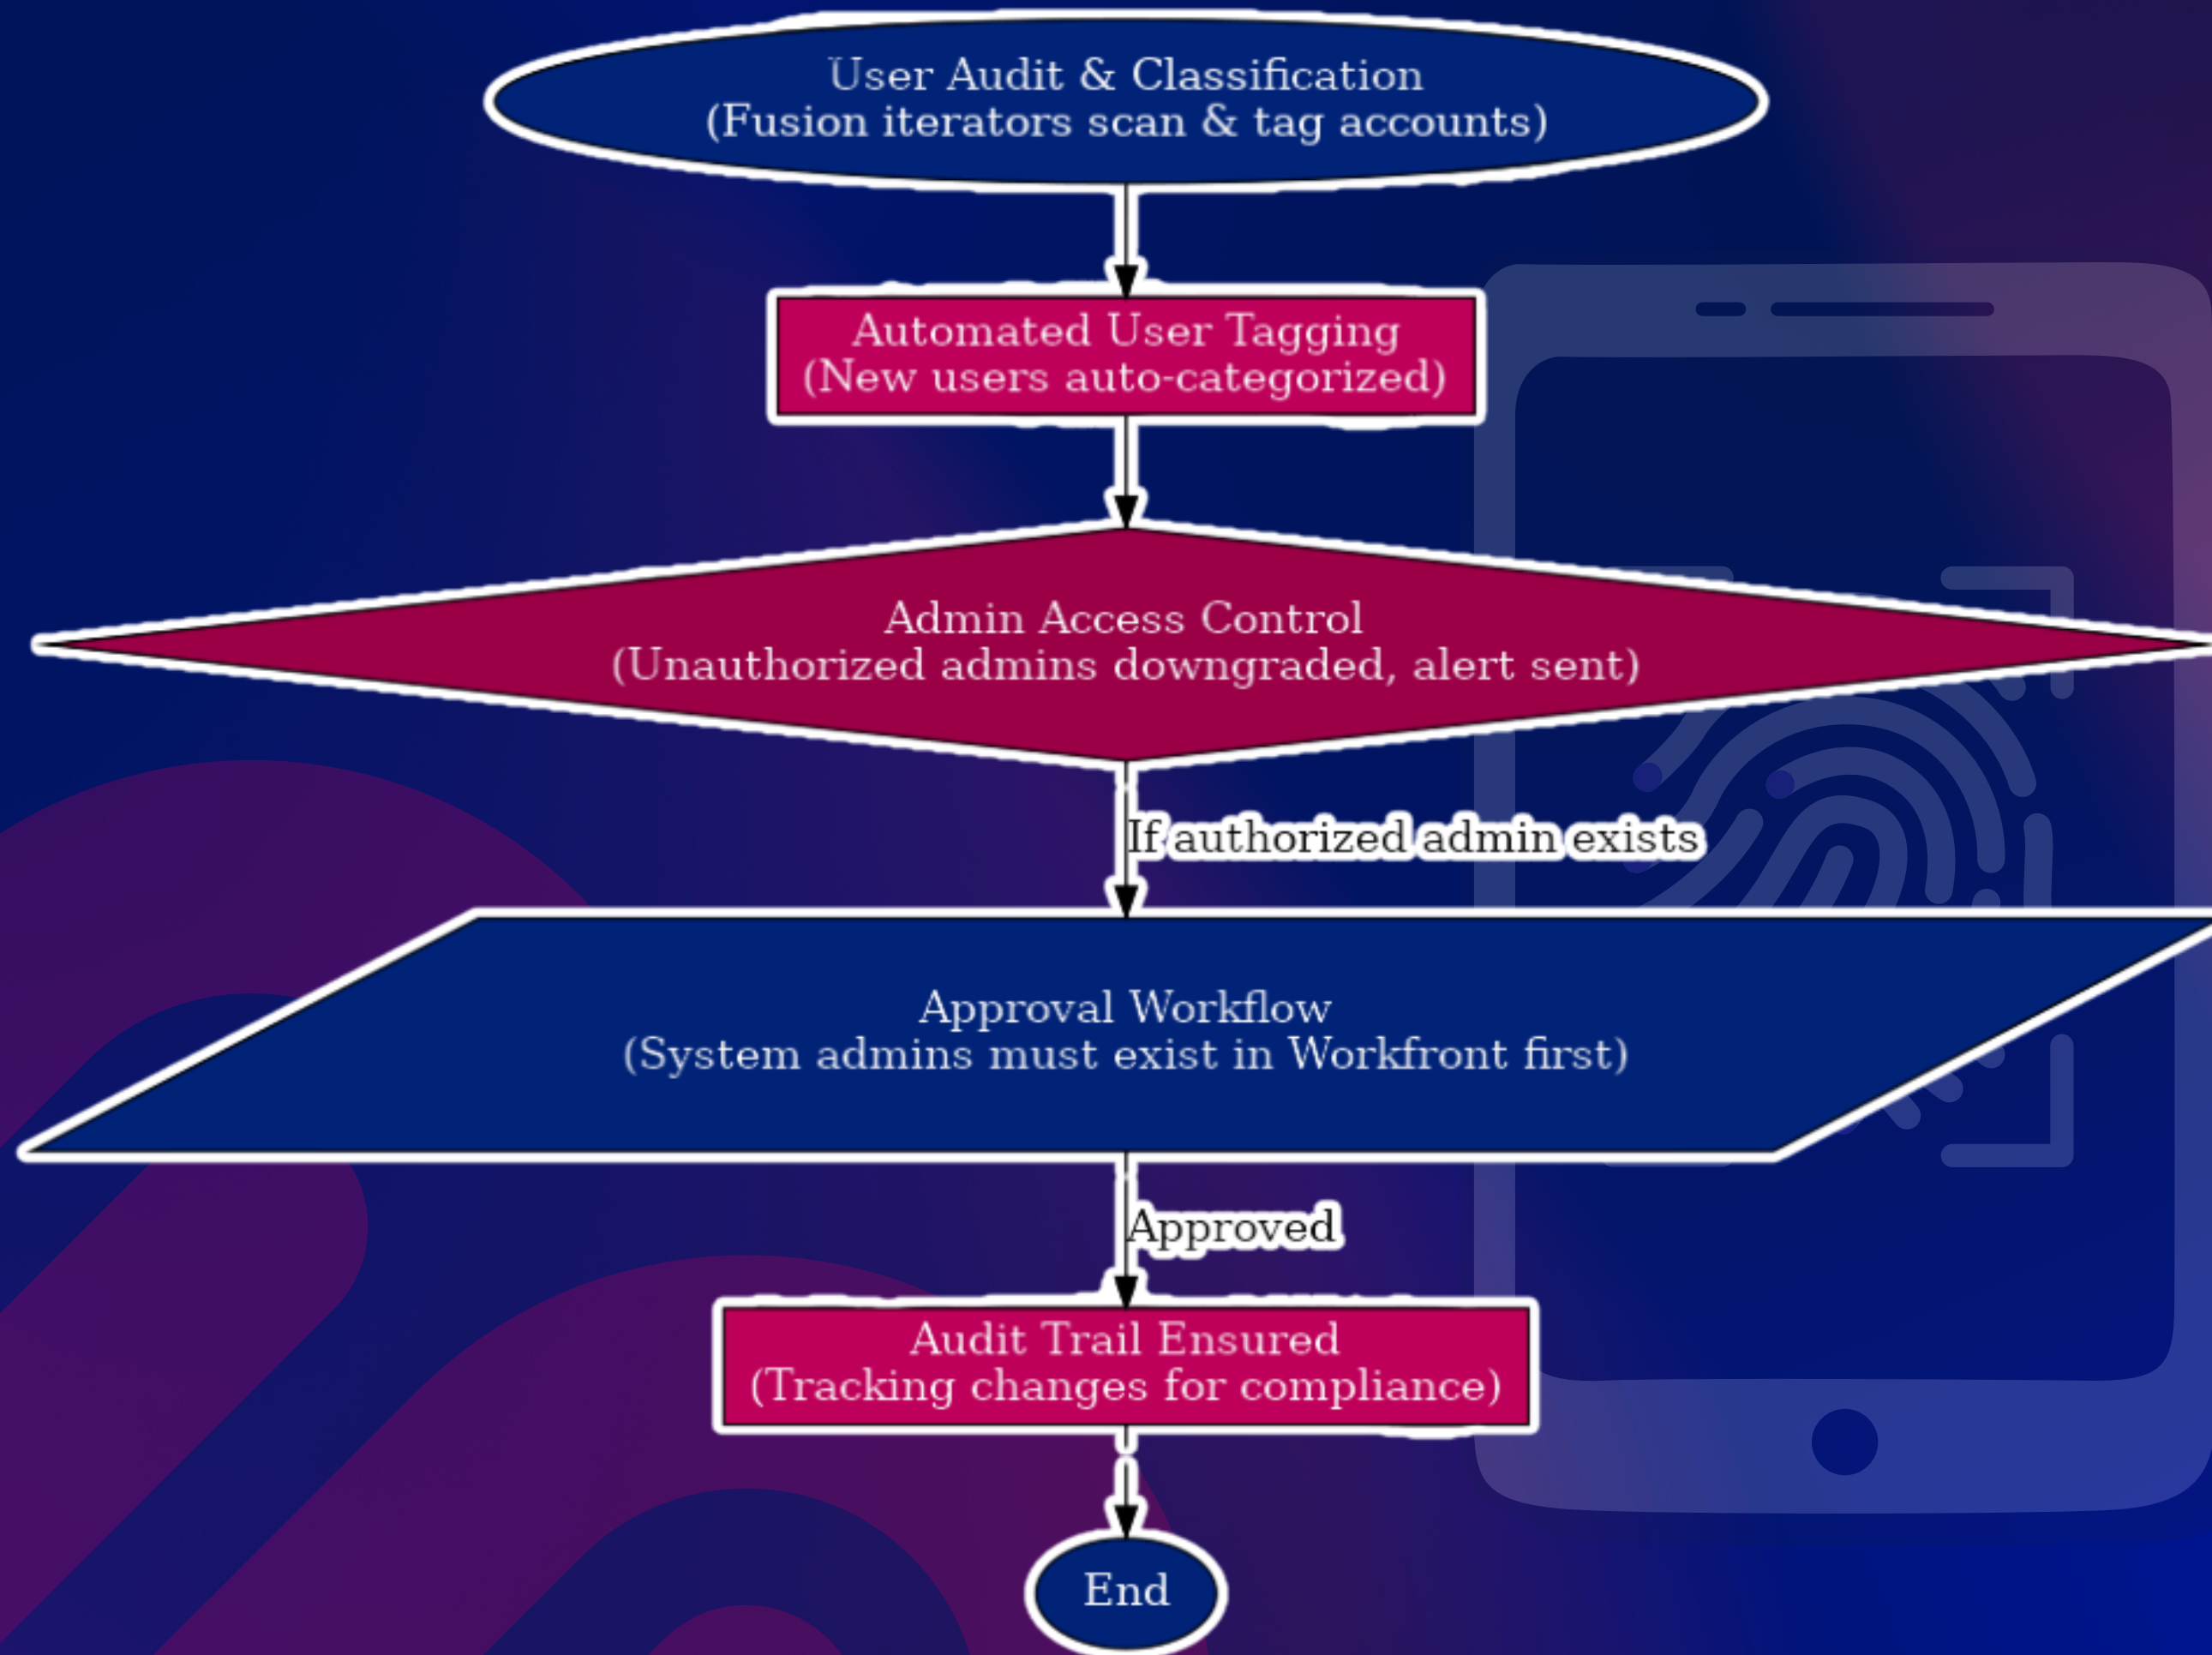 User Audit & Classification
(Fusion iterators scan & tag accounts)
Automated User Tagging
(New users auto-categorized)
Admin Access Control
(Unauthorized admins downgraded, alert sent)
If authorized admin exists
Approval Workflow
(System admins must exist in Workfront first)
Approved
Audit Trail Ensured
(Tracking changes for compliance)
End